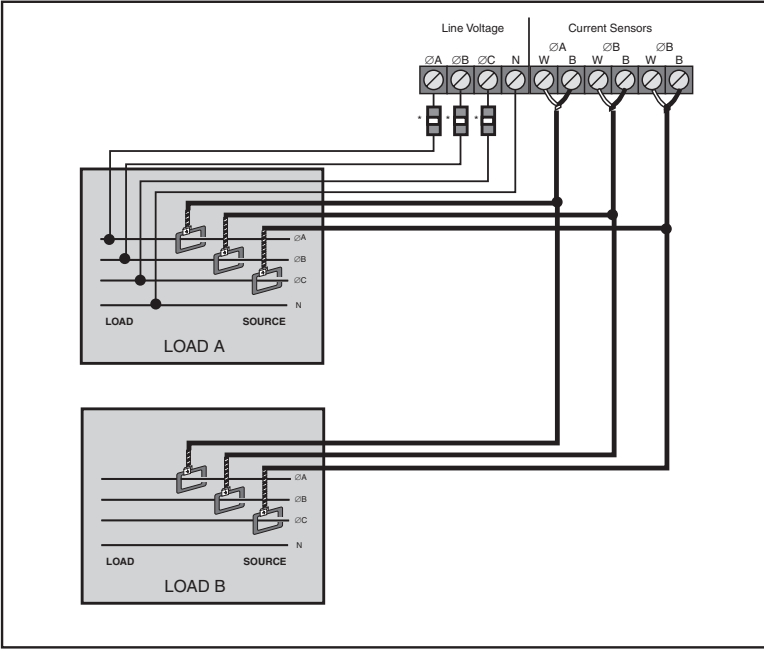 Line Voltage Current Sensors
ØA ØB ØB
ØA ØB ØC N W B W B W B
* * *
ØA
ØB
ØC
N
LOAD SOURCE
LOAD A
ØA
ØB
ØC
N
LOAD SOURCE
LOAD B